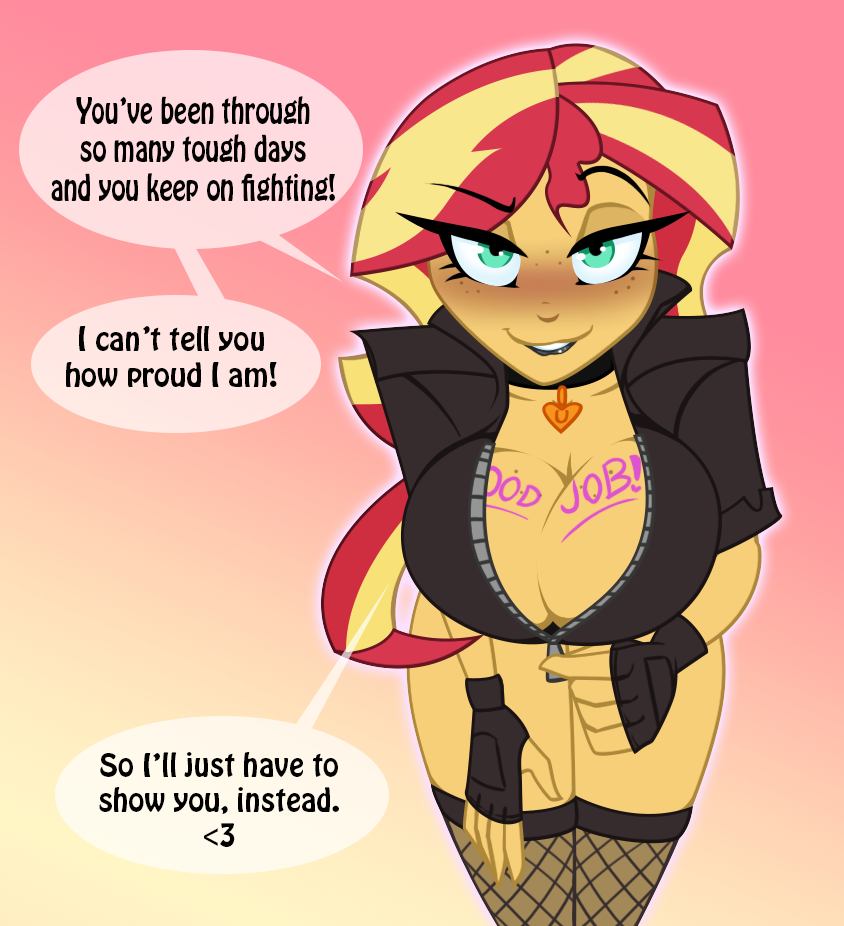 You've been through
so many tough days
and you keep on fighting!
I can't tell you
how proud I am!
OOD JOB!
So I'll just have to
show you, instead.
<3